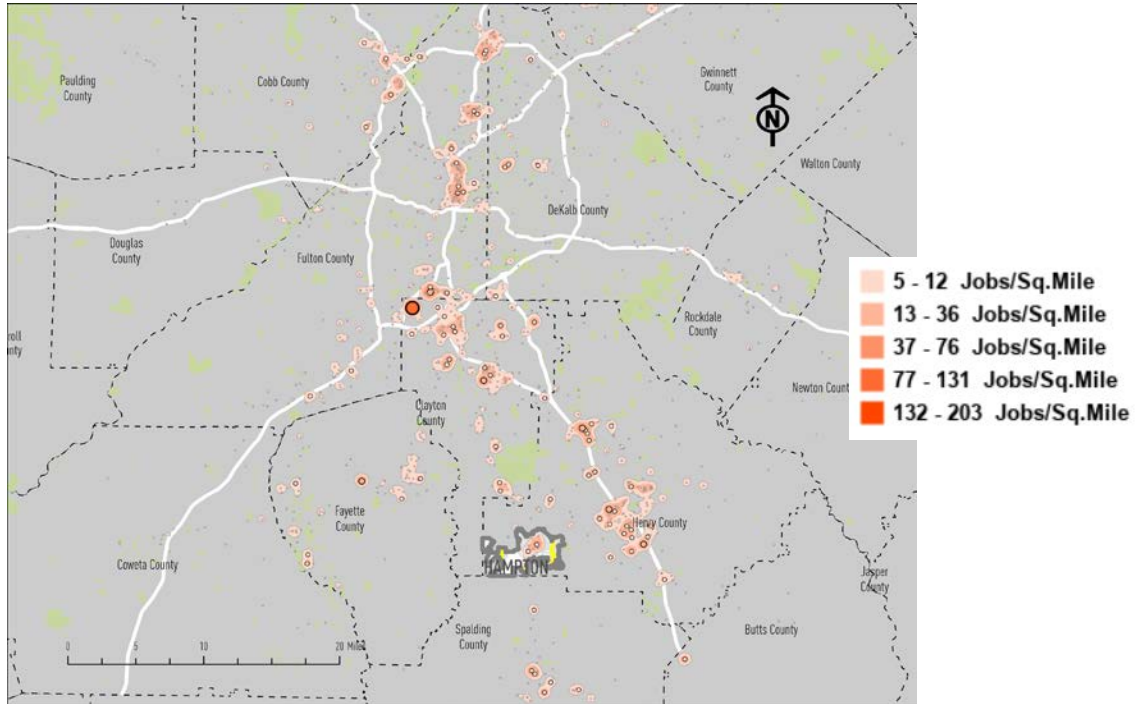 Paulding
County
Cobb County
Gwinnett
County
N
Walton County
DeKalb County
Douglas
County
Fulton County
Rockdale
County
Newton
Clayton
County
Fayette
County
Henry County
HAMPTON
Coweta County
Jasper
County
Spalding
County
Butts County
0 5 10 20 Miles
5 - 12 Jobs/Sq.Mile
13 - 36 Jobs/Sq.Mile
37 - 76 Jobs/Sq.Mile
77 - 131 Jobs/Sq.Mile
132 - 203 Jobs/Sq.Mile